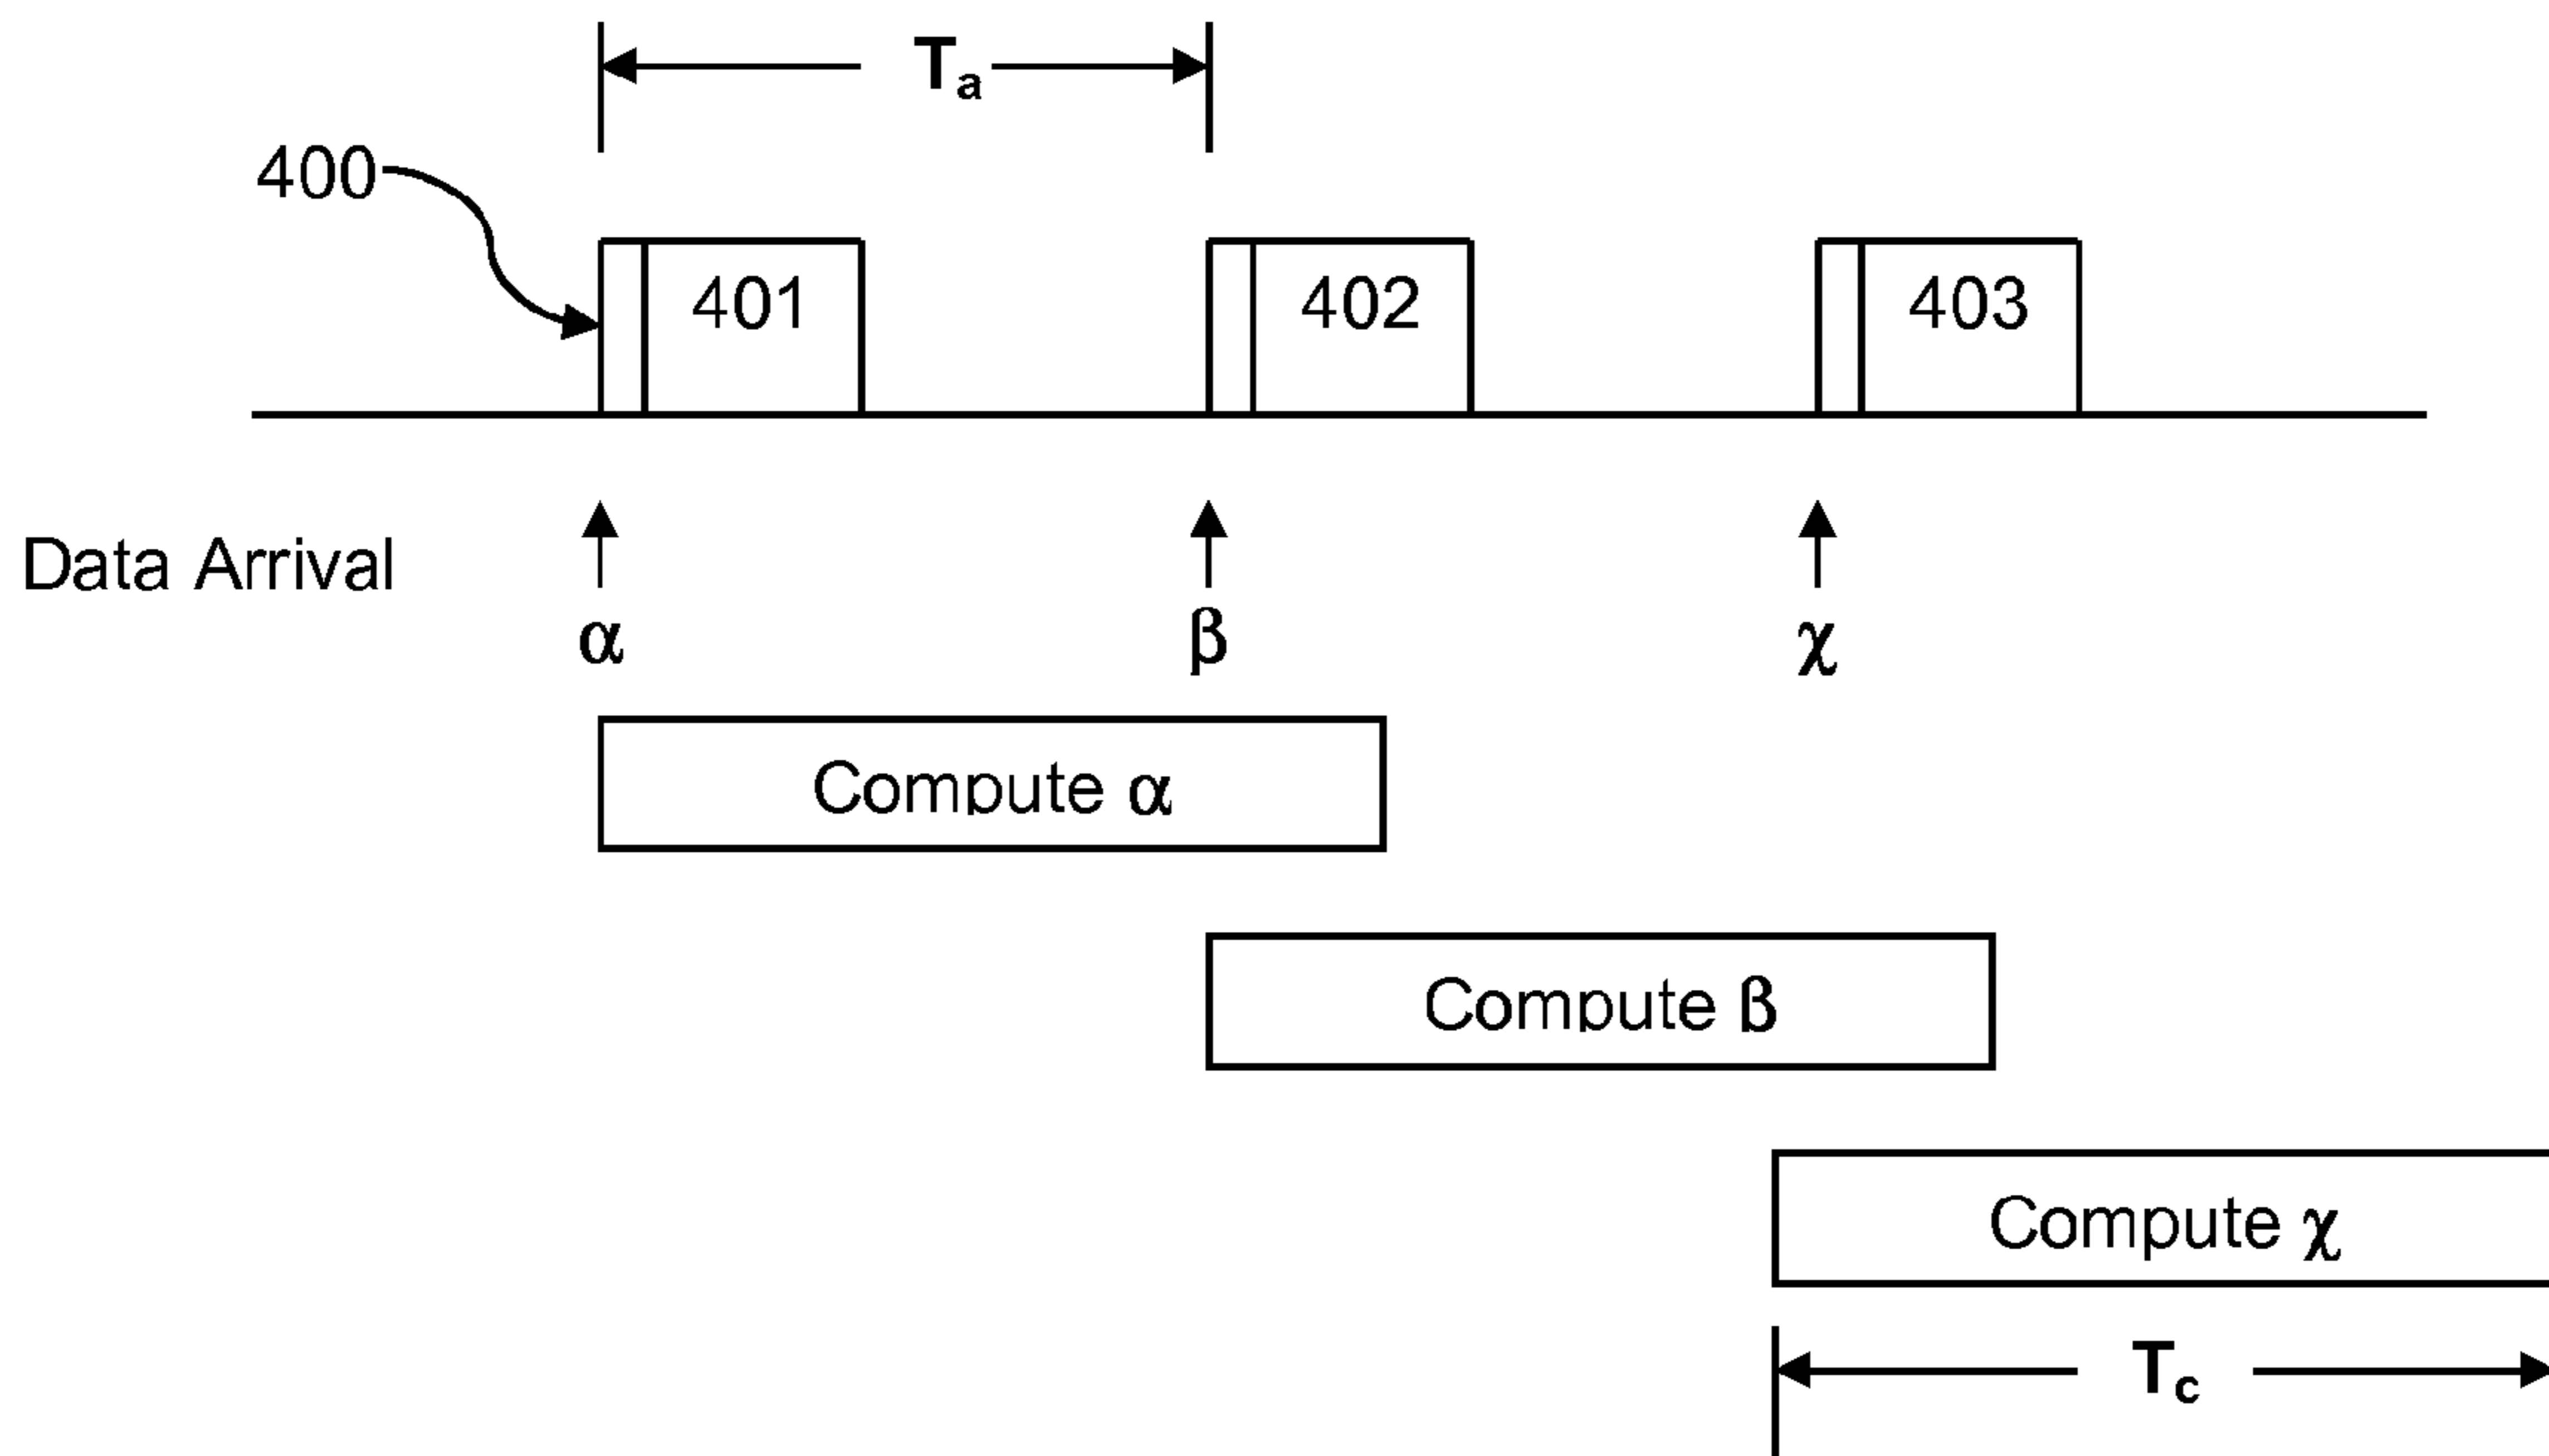 Tₐ
400
401 402 403
Data Arrival
α β χ
Compute α
Compute β
Compute χ
T꜀